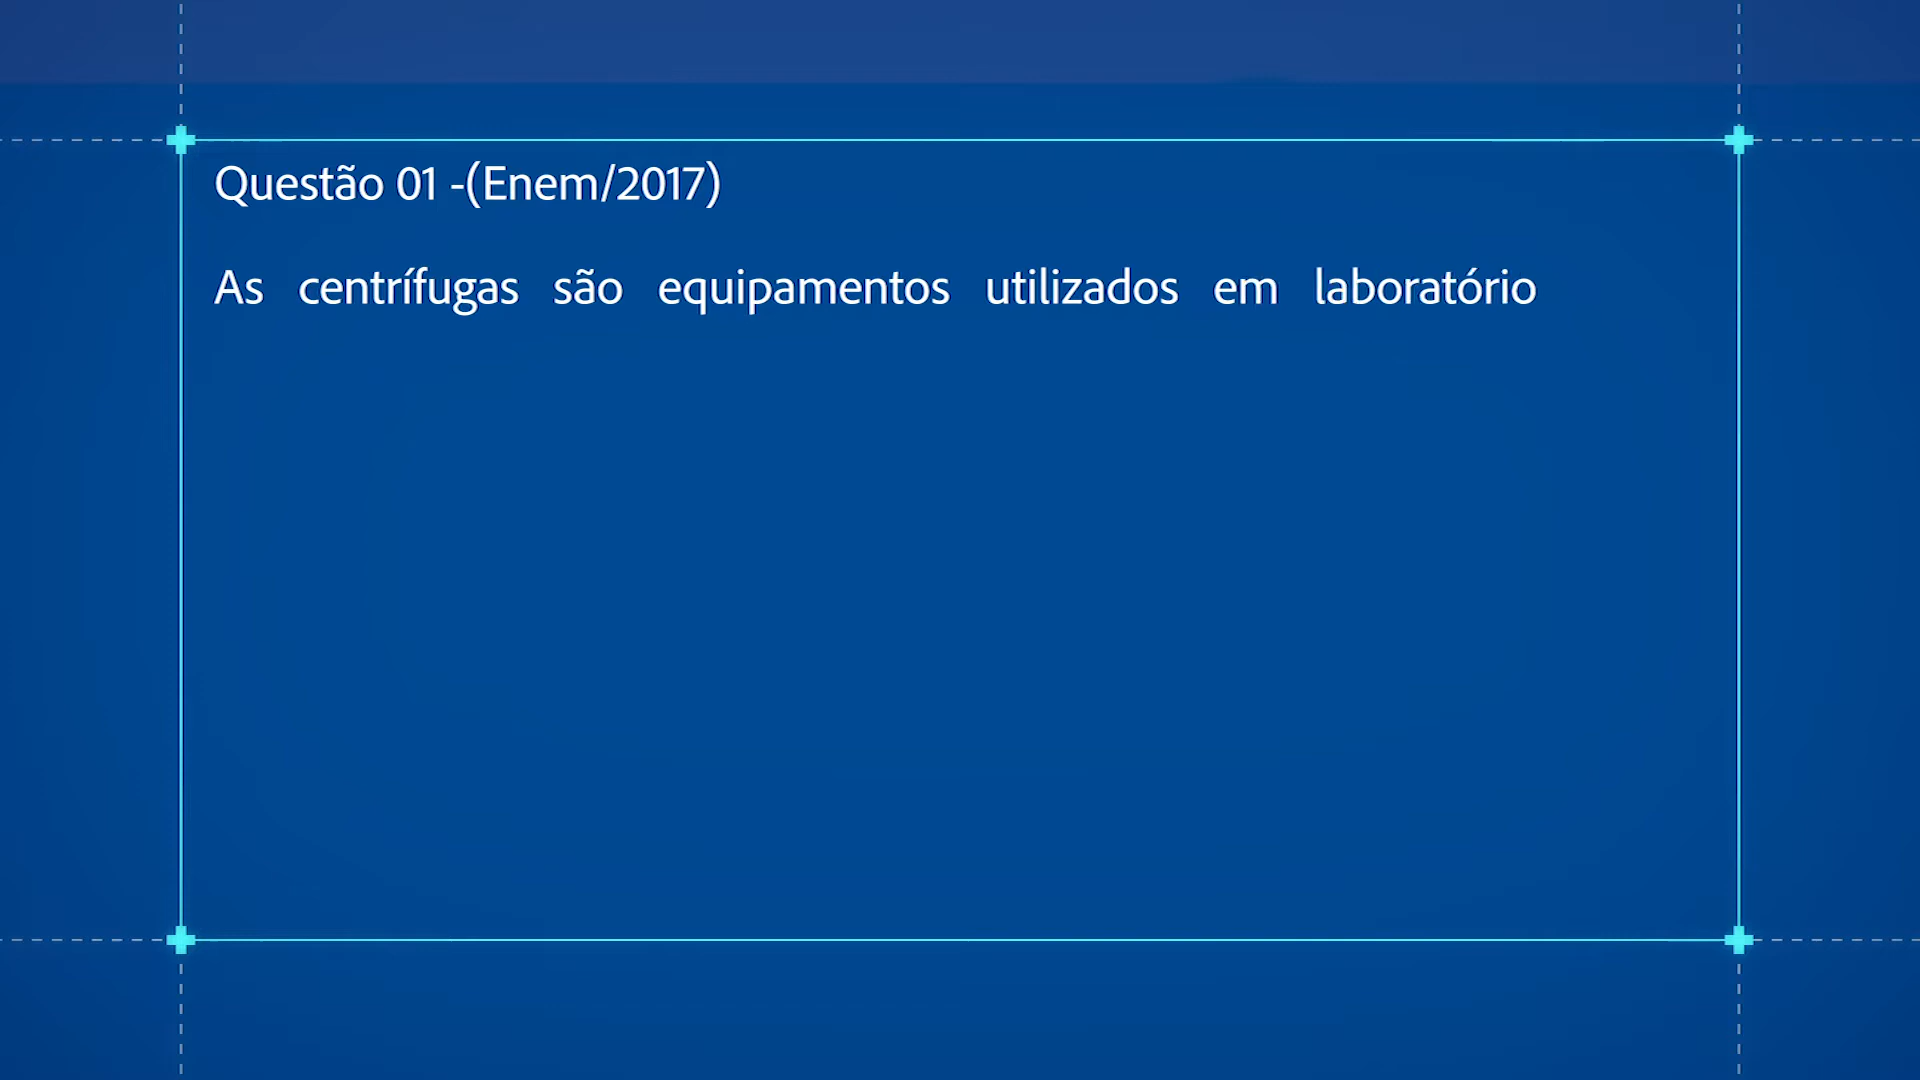 Questão 01 -(Enem/2017)
As centrífugas são equipamentos utilizados em laboratório